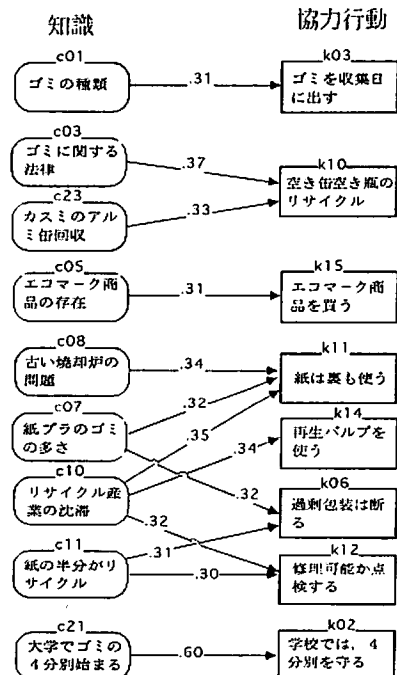 知識
協力行動
c01
ゴミの種類
.31
k03
ゴミを収集日
に出す
c03
ゴミに関する
法律
.37
k10
空き缶空き瓶の
リサイクル
c23
カスミのアル
ミ缶回収
.33
c05
エコマーク商
品の存在
.31
k15
エコマーク商
品を買う
c08
古い焼却炉の
問題
.34
k11
紙は裏も使う
c07
紙プラのゴミ
の多さ
.32
.32
k14
再生パルプを
使う
c10
リサイクル産
業の沈滞
.35
.34
.32
k06
過剰包装は断
る
c11
紙の半分がリ
サイクル
.31
.30
k12
修理可能か点
検する
c21
大学でゴミの
4分別始まる
.60
k02
学校では、4
分別を守る